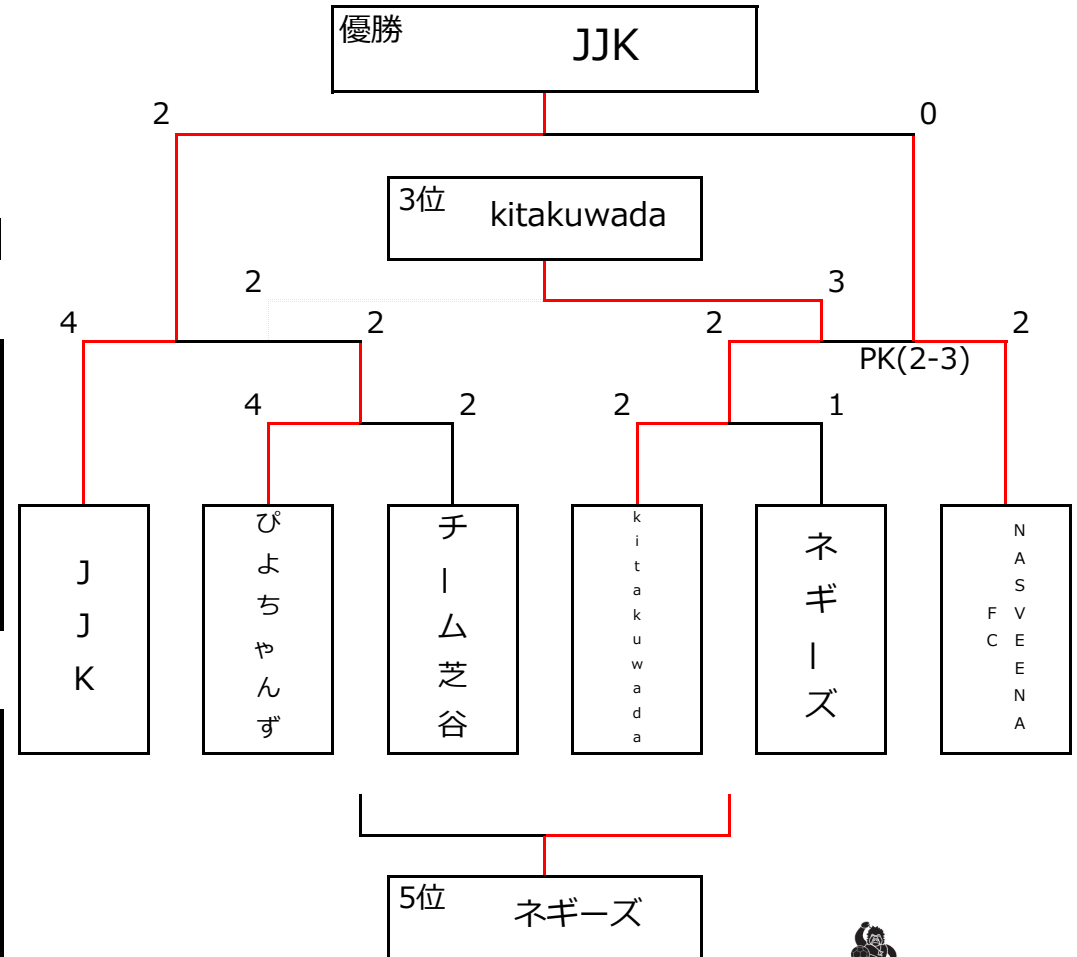 優勝
JJK
2
0
3位
kitakuwada
2
3
4
2
2
2
PK(2-3)
4
2
2
1
JJK
ぴよちゃんず
チーム芝谷
kitakuwada
ネギーズ
NASVEENA
FC
5位
ネギーズ